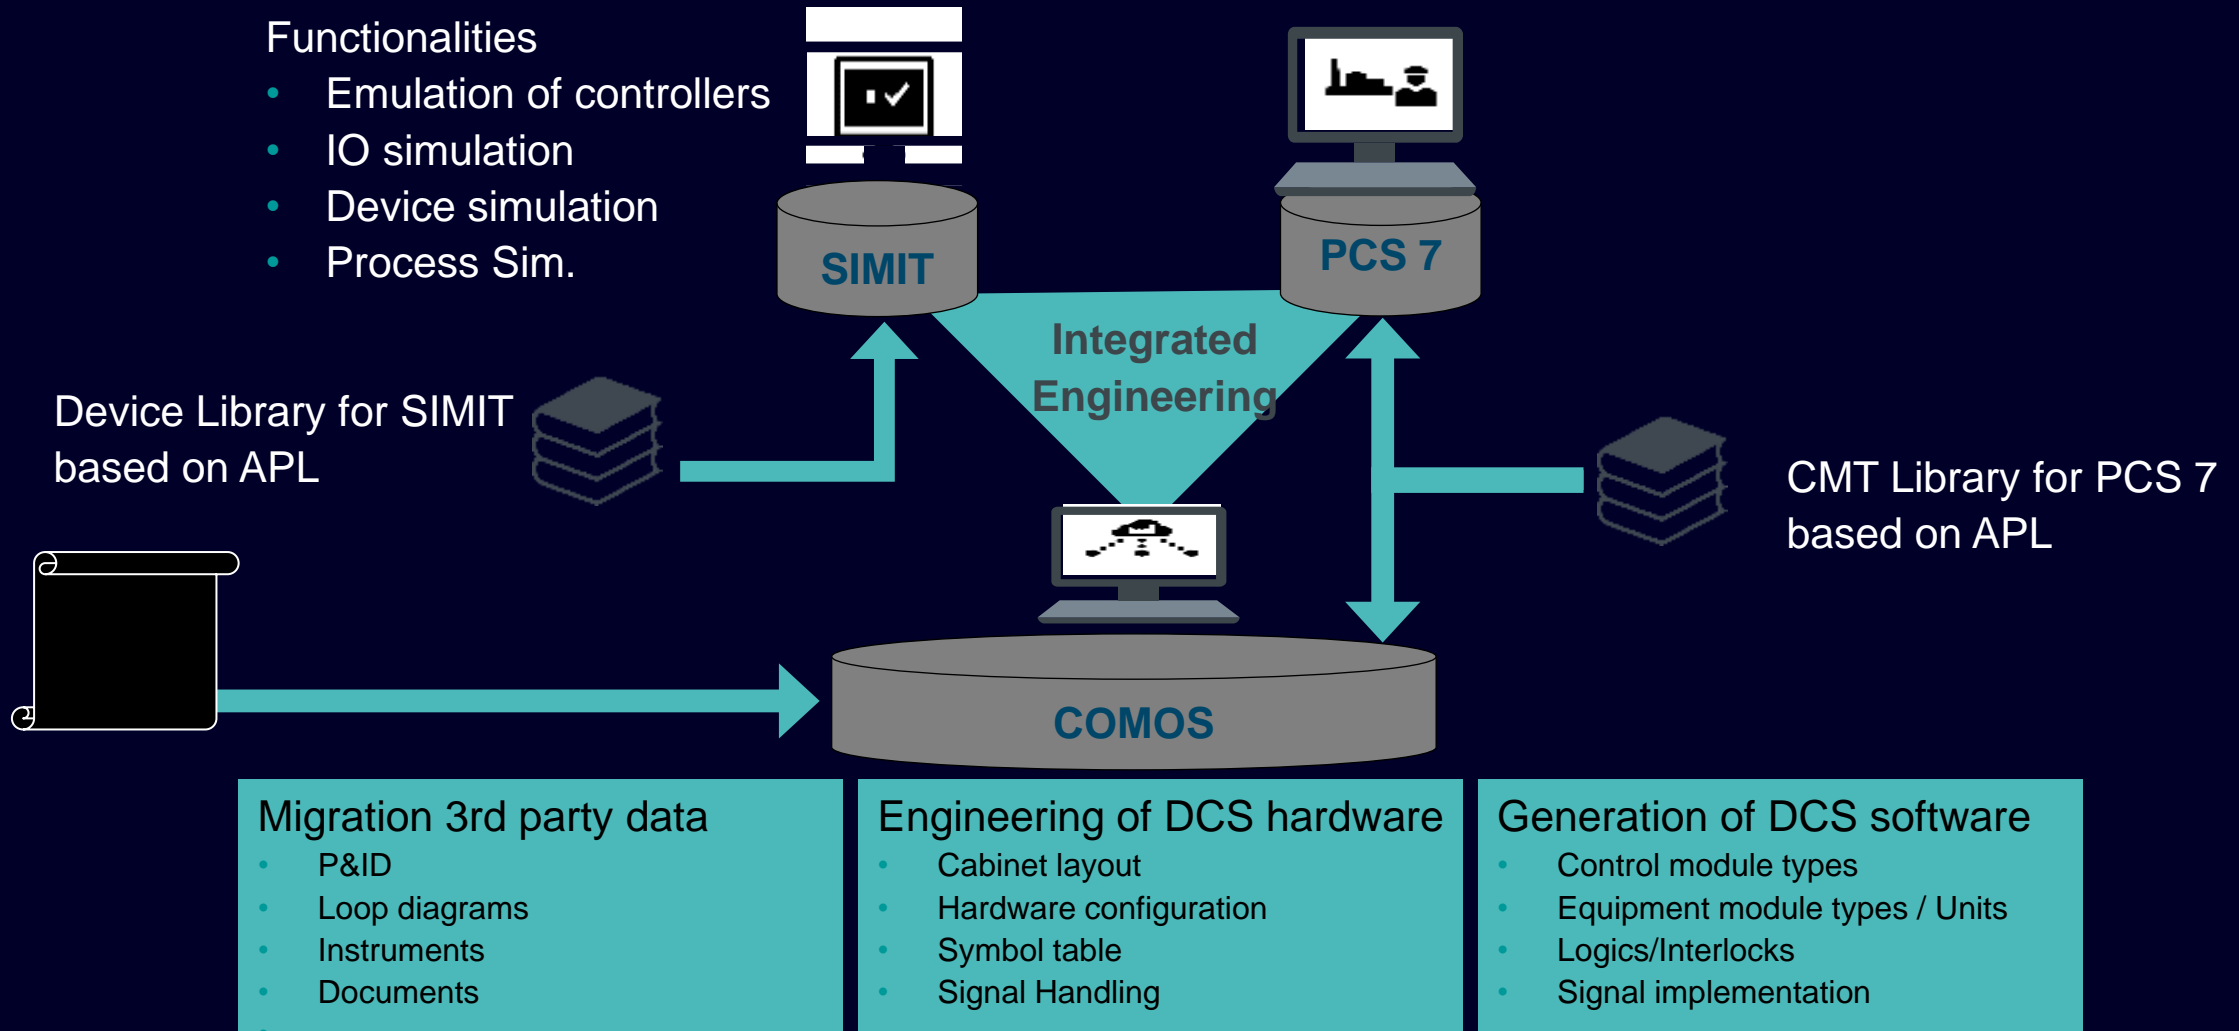 Functionalities
• Emulation of controllers
• IO simulation
• Device simulation
• Process Sim.
SIMIT
PCS 7
Integrated
Engineering
Device Library for SIMIT
based on APL
CMT Library for PCS 7
based on APL
COMOS
Migration 3rd party data
• P&ID
• Loop diagrams
• Instruments
• Documents
Engineering of DCS hardware
• Cabinet layout
• Hardware configuration
• Symbol table
• Signal Handling
Generation of DCS software
• Control module types
• Equipment module types / Units
• Logics/Interlocks
• Signal implementation